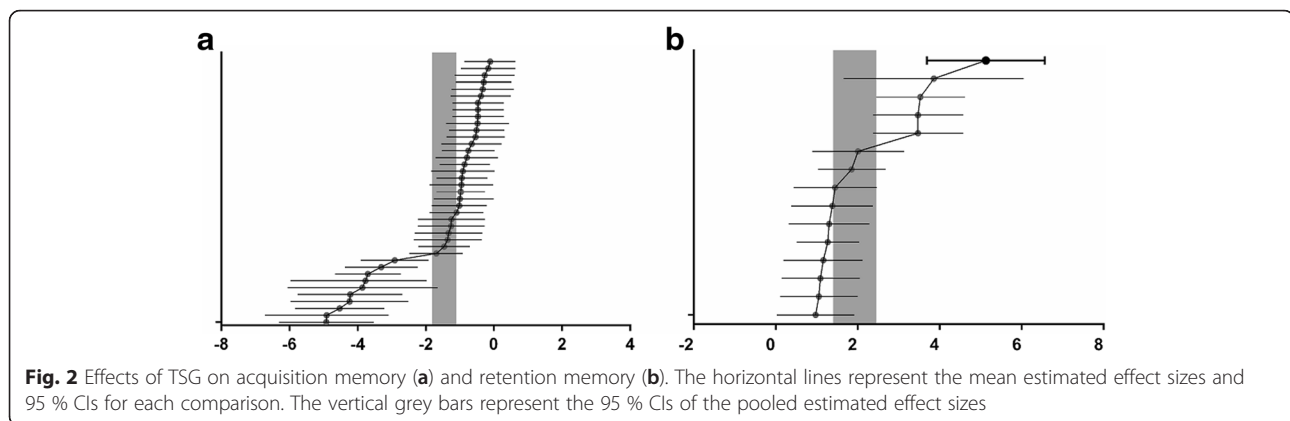 a
b
-8 -6 -4 -2 0 2 4
-2 0 2 4 6 8
Fig. 2 Effects of TSG on acquisition memory (a) and retention memory (b). The horizontal lines represent the mean estimated effect sizes and
95 % CIs for each comparison. The vertical grey bars represent the 95 % CIs of the pooled estimated effect sizes